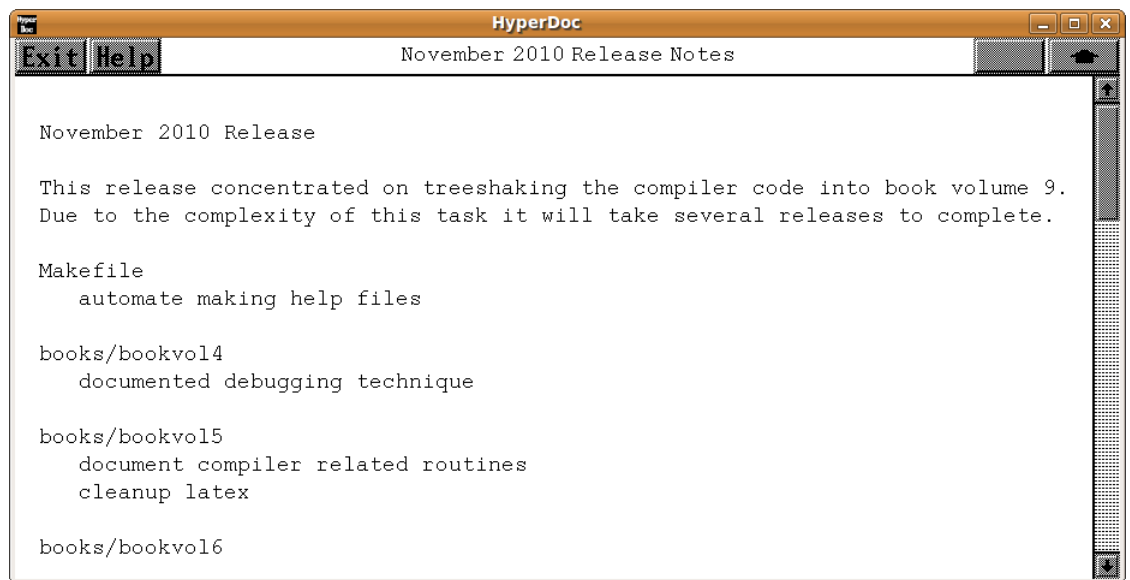 Hyper Doc
HyperDoc
Exit Help
November 2010 Release Notes
November 2010 Release
This release concentrated on treeshaking the compiler code into book volume 9.
Due to the complexity of this task it will take several releases to complete.
Makefile
automate making help files
books/bookvol4
documented debugging technique
books/bookvol5
document compiler related routines
cleanup latex
books/bookvol6